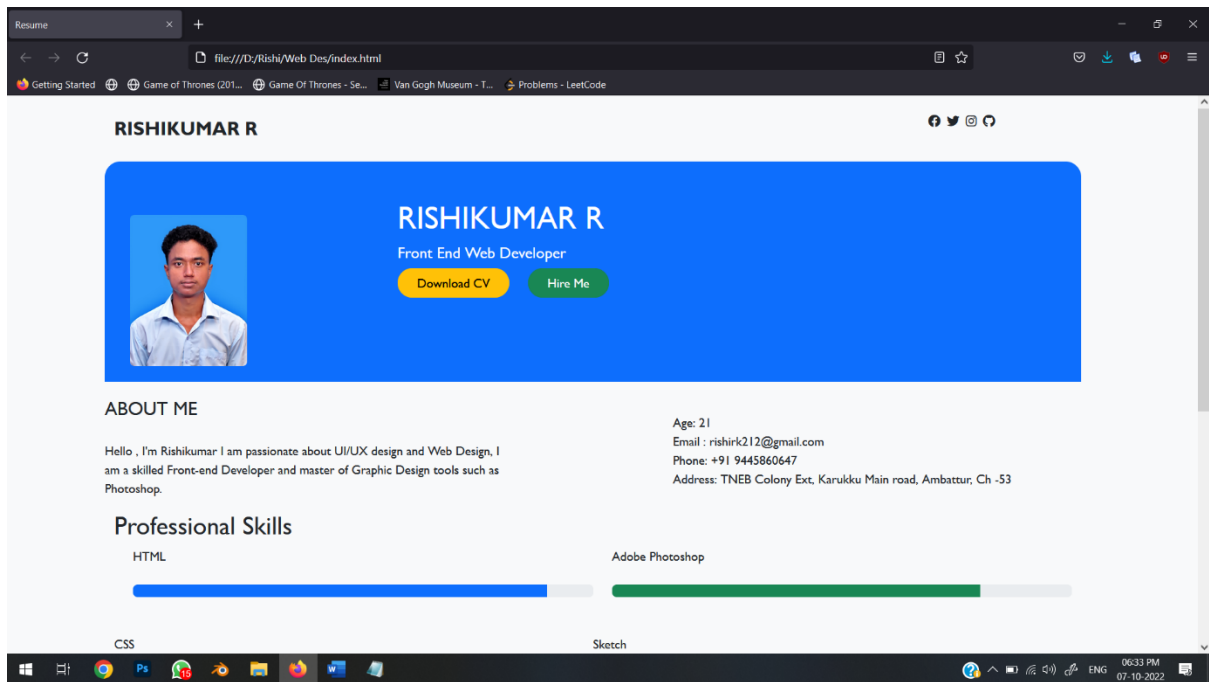 Resume
file:///D:/Rishi/Web Des/index.html
Getting Started
Game of Thrones (201...
Game Of Thrones - Se...
Van Gogh Museum - T...
Problems - LeetCode
RISHIKUMAR R
RISHIKUMAR R
Front End Web Developer
Download CV
Hire Me
ABOUT ME
Hello , I'm Rishikumar I am passionate about UI/UX design and Web Design, I
am a skilled Front-end Developer and master of Graphic Design tools such as
Photoshop.
Age: 21
Email : rishirk212@gmail.com
Phone: +91 9445860647
Address: TNEB Colony Ext, Karukku Main road, Ambattur, Ch -53
Professional Skills
HTML
Adobe Photoshop
CSS
Sketch
Ps
15
W
ENG
06:33 PM
07-10-2022